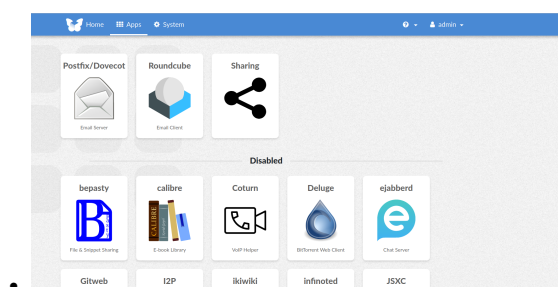 Home Apps System admin
Postfix/Dovecot Roundcube Sharing
Email Server Email Client
Disabled
bepasty calibre Coturn Deluge ejabberd
B
CALIBRE
File & Snippet Sharing E-book Library VoIP Helper BitTorrent Web Client Chat Server
Gitweb I2P ikiwiki infinoted JSXC